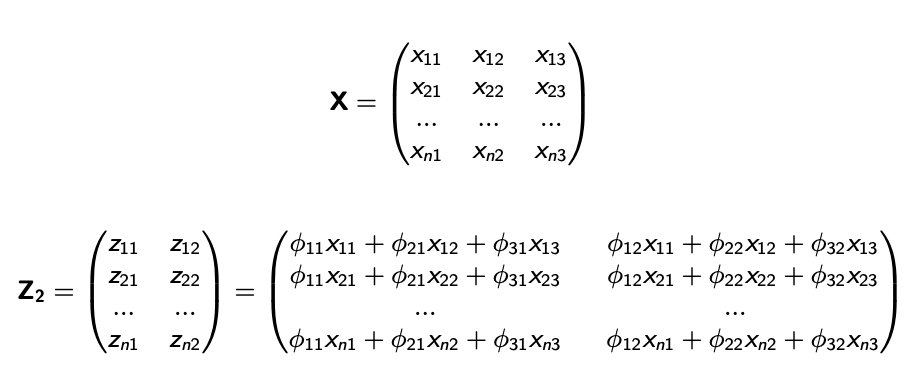 X = ( x₁₁ x₁₂ x₁₃
x₂₁ x₂₂ x₂₃
... ... ...
xₙ₁ xₙ₂ xₙ₃ )
Z₂ = ( z₁₁ z₁₂ ) = ( ϕ₁₁x₁₁ + ϕ₂₁x₁₂ + ϕ₃₁x₁₃ ϕ₁₂x₁₁ + ϕ₂₂x₁₂ + ϕ₃₂x₁₃
z₂₁ z₂₂ ϕ₁₁x₂₁ + ϕ₂₁x₂₂ + ϕ₃₁x₂₃ ϕ₁₂x₂₁ + ϕ₂₂x₂₂ + ϕ₃₂x₂₃
... ... ... ...
zₙ₁ zₙ₂ ϕ₁₁xₙ₁ + ϕ₂₁xₙ₂ + ϕ₃₁xₙ₃ ϕ₁₂xₙ₁ + ϕ₂₂xₙ₂ + ϕ₃₂xₙ₃ )